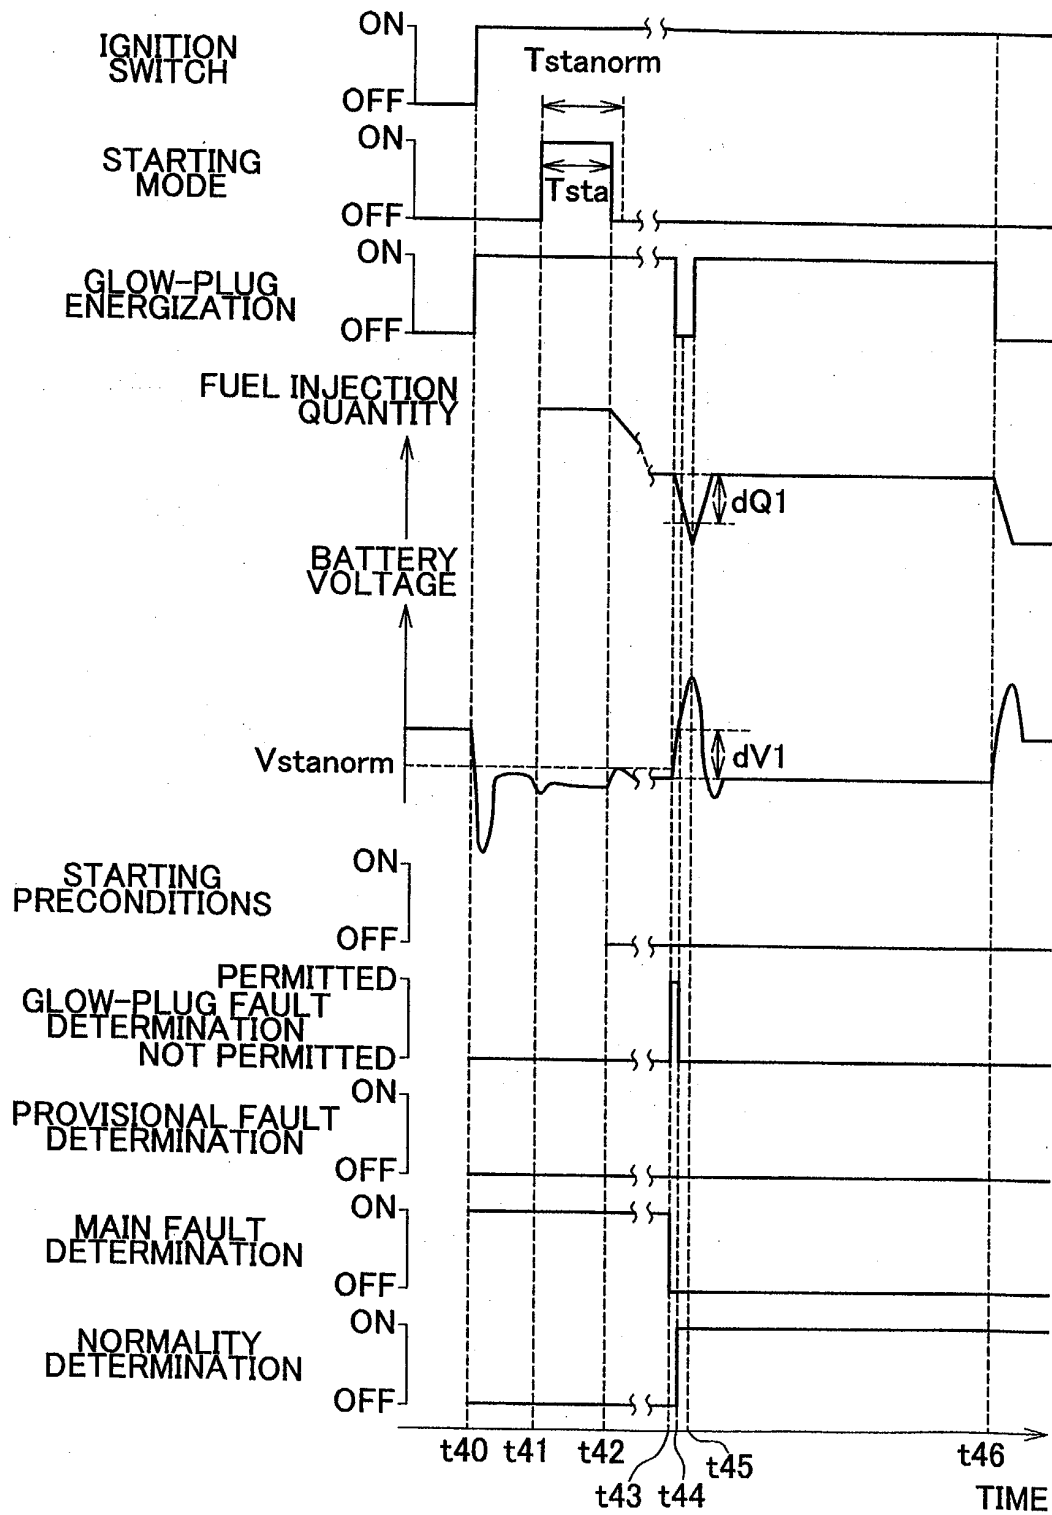 IGNITION
SWITCH
ON
OFF
Tstanorm
STARTING
MODE
ON
OFF
Tsta
GLOW-PLUG
ENERGIZATION
ON
OFF
FUEL INJECTION
QUANTITY
dQ1
BATTERY
VOLTAGE
Vstanorm
dV1
STARTING
PRECONDITIONS
ON
OFF
PERMITTED
GLOW-PLUG FAULT
DETERMINATION
NOT PERMITTED
PROVISIONAL FAULT
DETERMINATION
ON
OFF
MAIN FAULT
DETERMINATION
ON
OFF
NORMALITY
DETERMINATION
ON
OFF
t40 t41 t42 t43 t44 t45 t46
TIME